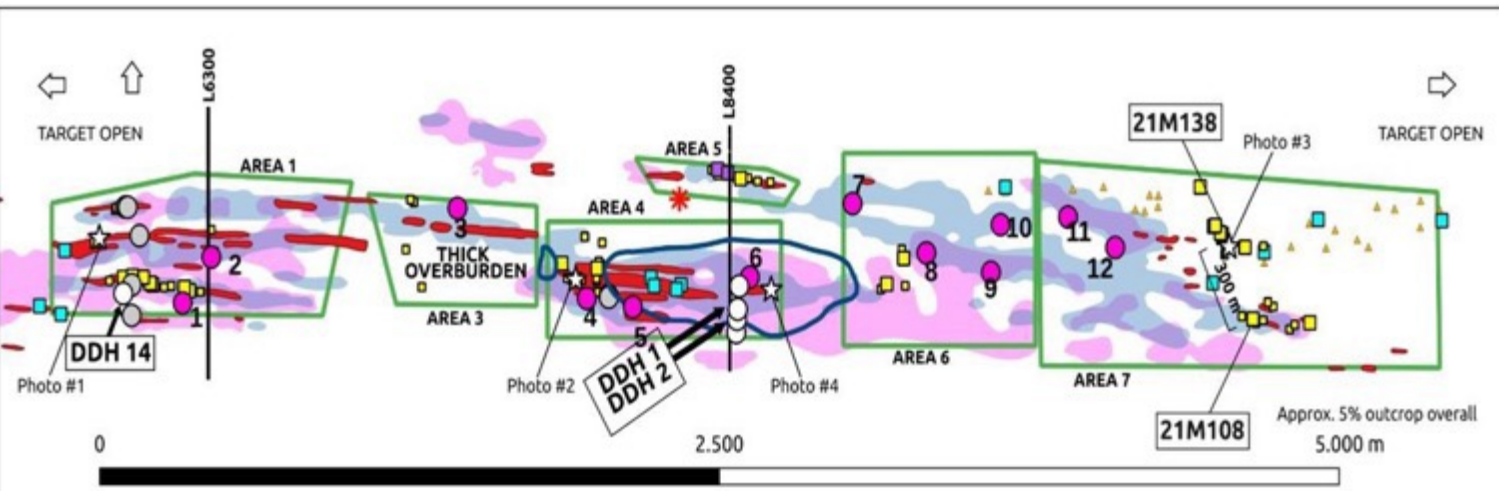 L6300
L8400
TARGET OPEN
TARGET OPEN
21M138
Photo #3
AREA 1
AREA 5
AREA 4
7
3
THICK
OVERBURDEN
10
11
12
2
6
8
9
1
4
5
300 m
AREA 3
DDH 14
DDH 1
DDH 2
AREA 6
AREA 7
Photo #1
Photo #2
Photo #4
21M108
Approx. 5% outcrop overall
0
2.500
5.000 m